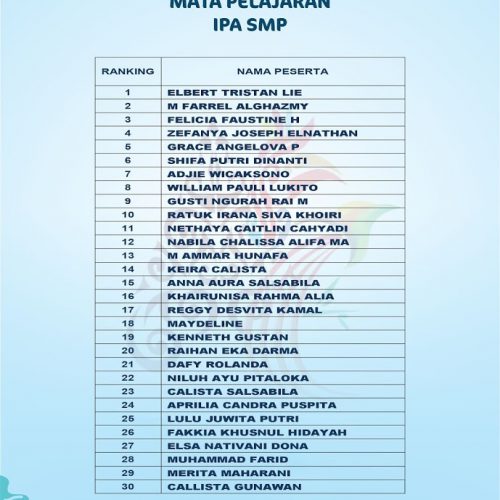 MATA PELAJARAN
IPA SMP
RANKING NAMA PESERTA
1 ELBERT TRISTAN LIE
2 M FARREL ALGHAZMY
3 FELICIA FAUSTINE H
4 ZEFANYA JOSEPH ELNATHAN
5 GRACE ANGELOVA P
6 SHIFA PUTRI DINANTI
7 ADJIE WICAKSONO
8 WILLIAM PAULI LUKITO
9 GUSTI NGURAH RAI M
10 RATUK IRANA SIVA KHOIRI
11 NETHAYA CAITLIN CAHYADI
12 NABILA CHALISSA ALIFA MA
13 M AMMAR HUNAFA
14 KEIRA CALISTA
15 ANNA AURA SALSABILA
16 KHAIRUNISA RAHMA ALIA
17 REGGY DESVITA KAMAL
18 MAYDELINE
19 KENNETH GUSTAN
20 RAIHAN EKA DARMA
21 DAFY ROLANDA
22 NILUH AYU PITALOKA
23 CALISTA SALSABILA
24 APRILIA CANDRA PUSPITA
25 LULU JUWITA PUTRI
26 FAKKIA KHUSNUL HIDAYAH
27 ELSA NATIVANI DONA
28 MUHAMMAD FARID
29 MERITA MAHARANI
30 CALLISTA GUNAWAN